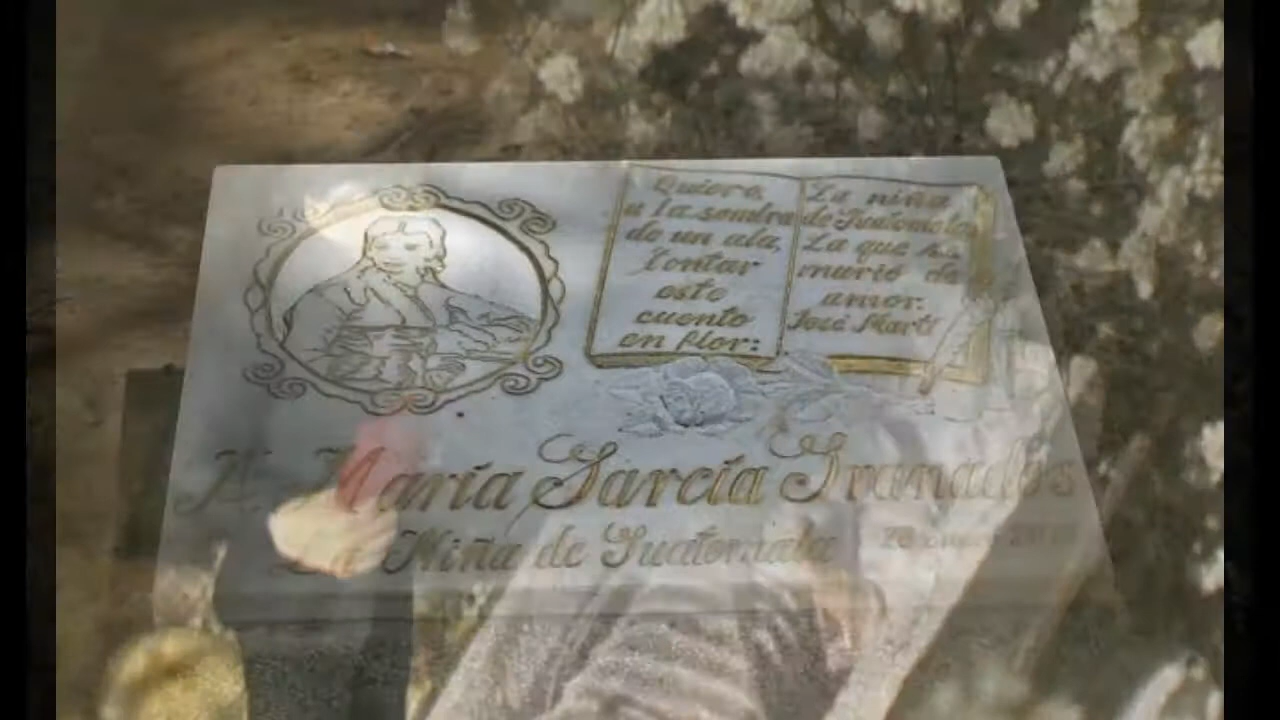 Quiero,
a la sombra
de un ala,
Contar
este
cuento
en flor:
La niña
de Guatemala,
La que
murió de
amor.
José Martí
A. María García Granados
La Niña de Guatemala